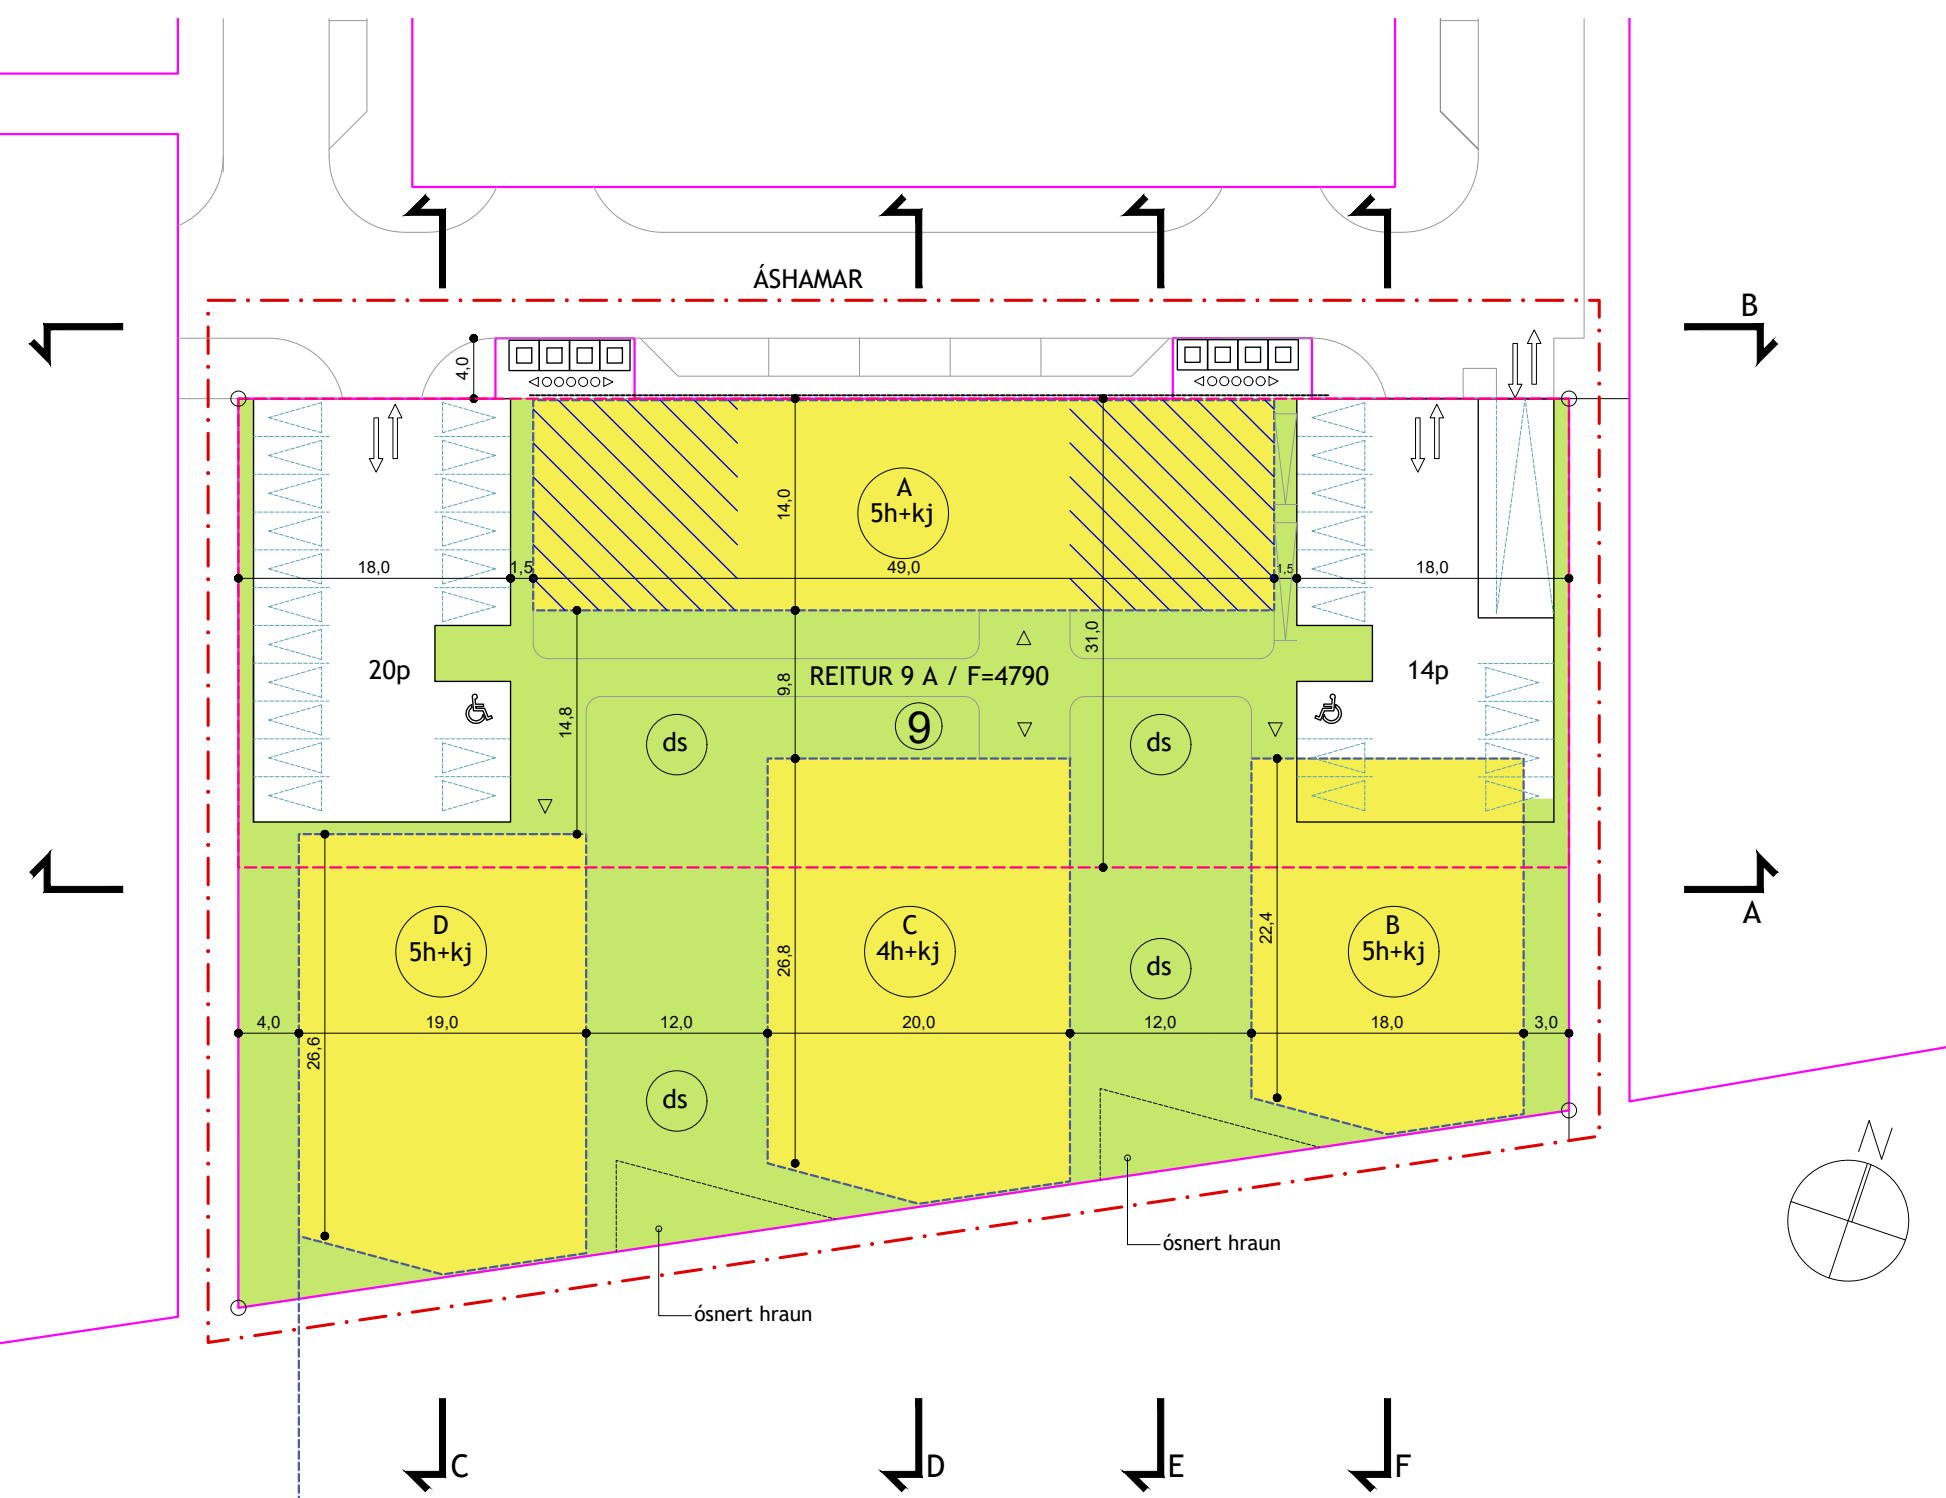 ÁSHAMAR
B
4,0
A
5h+kj
14,0
18,0
1,5
49,0
1,5
18,0
31,0
20p
14p
REITUR 9 A / F=4790
9,8
14,8
9
ds
ds
D
5h+kj
C
4h+kj
B
5h+kj
22,4
26,8
ds
A
4,0
19,0
12,0
20,0
12,0
18,0
3,0
26,6
ds
N
ósnert hraun
ósnert hraun
C
D
E
F